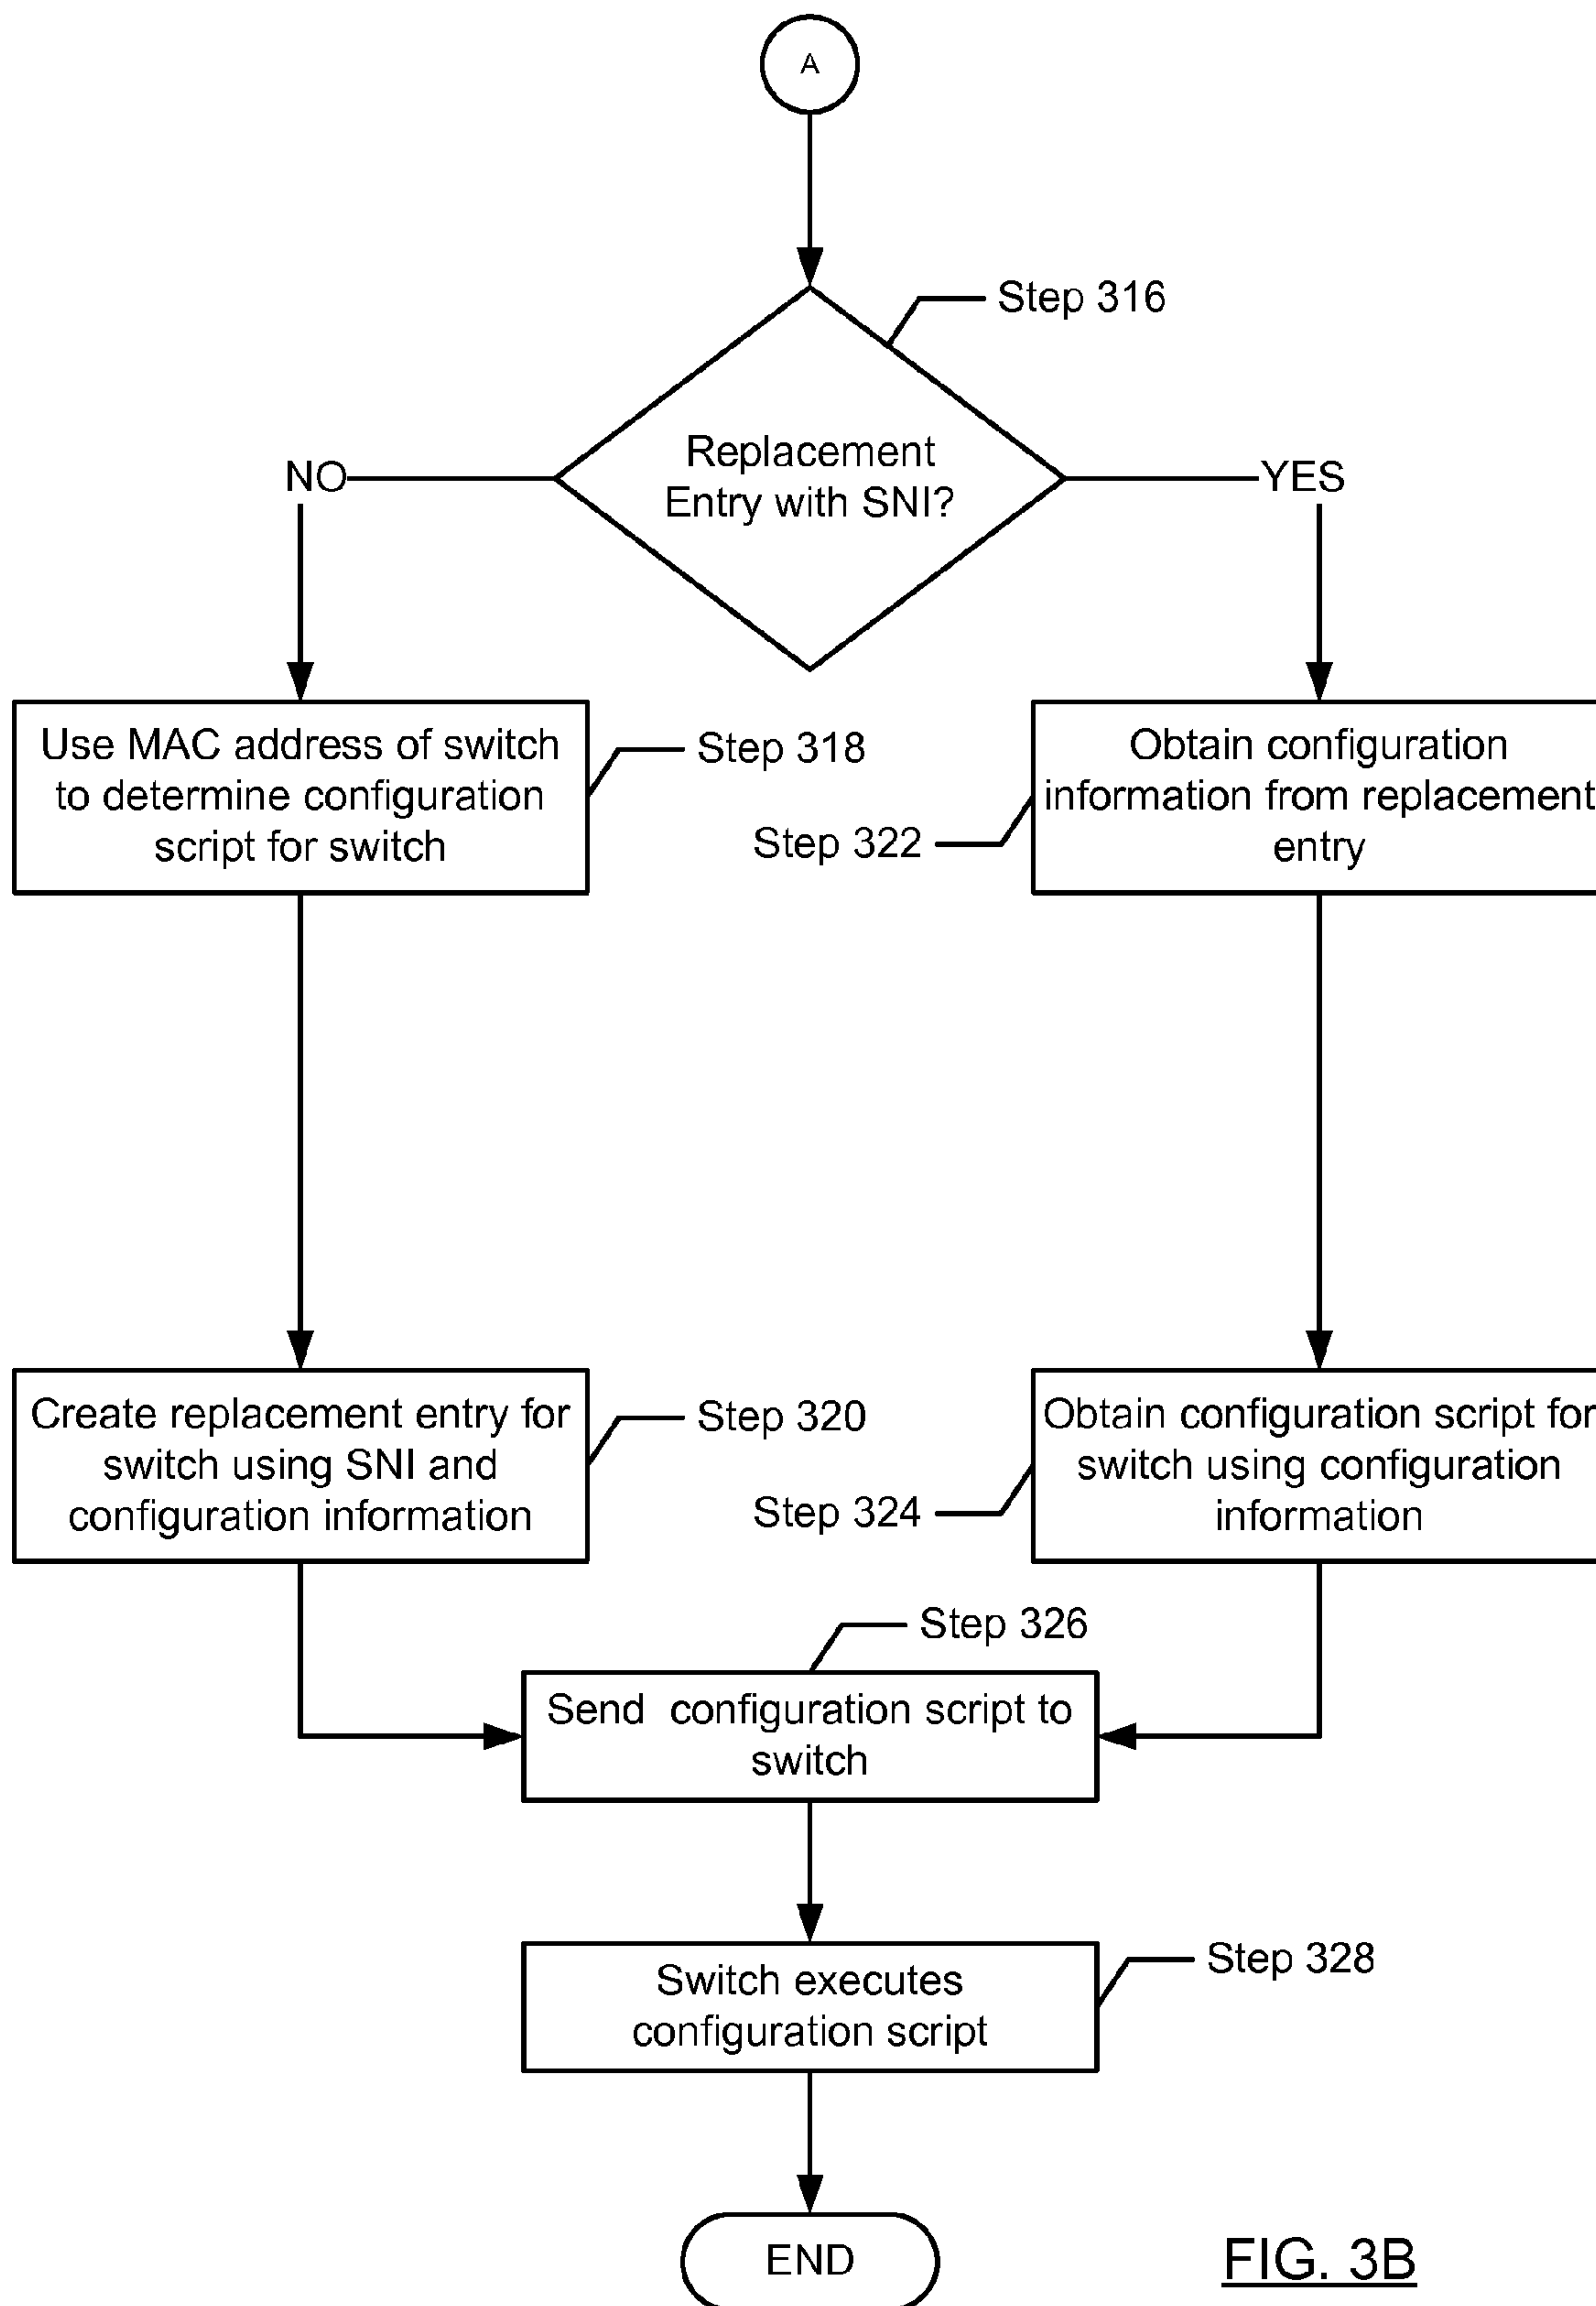 A
Step 316
Replacement
Entry with SNI?
NO
YES
Use MAC address of switch
to determine configuration
script for switch
Step 318
Obtain configuration
information from replacement
entry
Step 322
Create replacement entry for
switch using SNI and
configuration information
Step 320
Obtain configuration script for
switch using configuration
information
Step 324
Step 326
Send configuration script to
switch
Switch executes
configuration script
Step 328
END
FIG. 3B